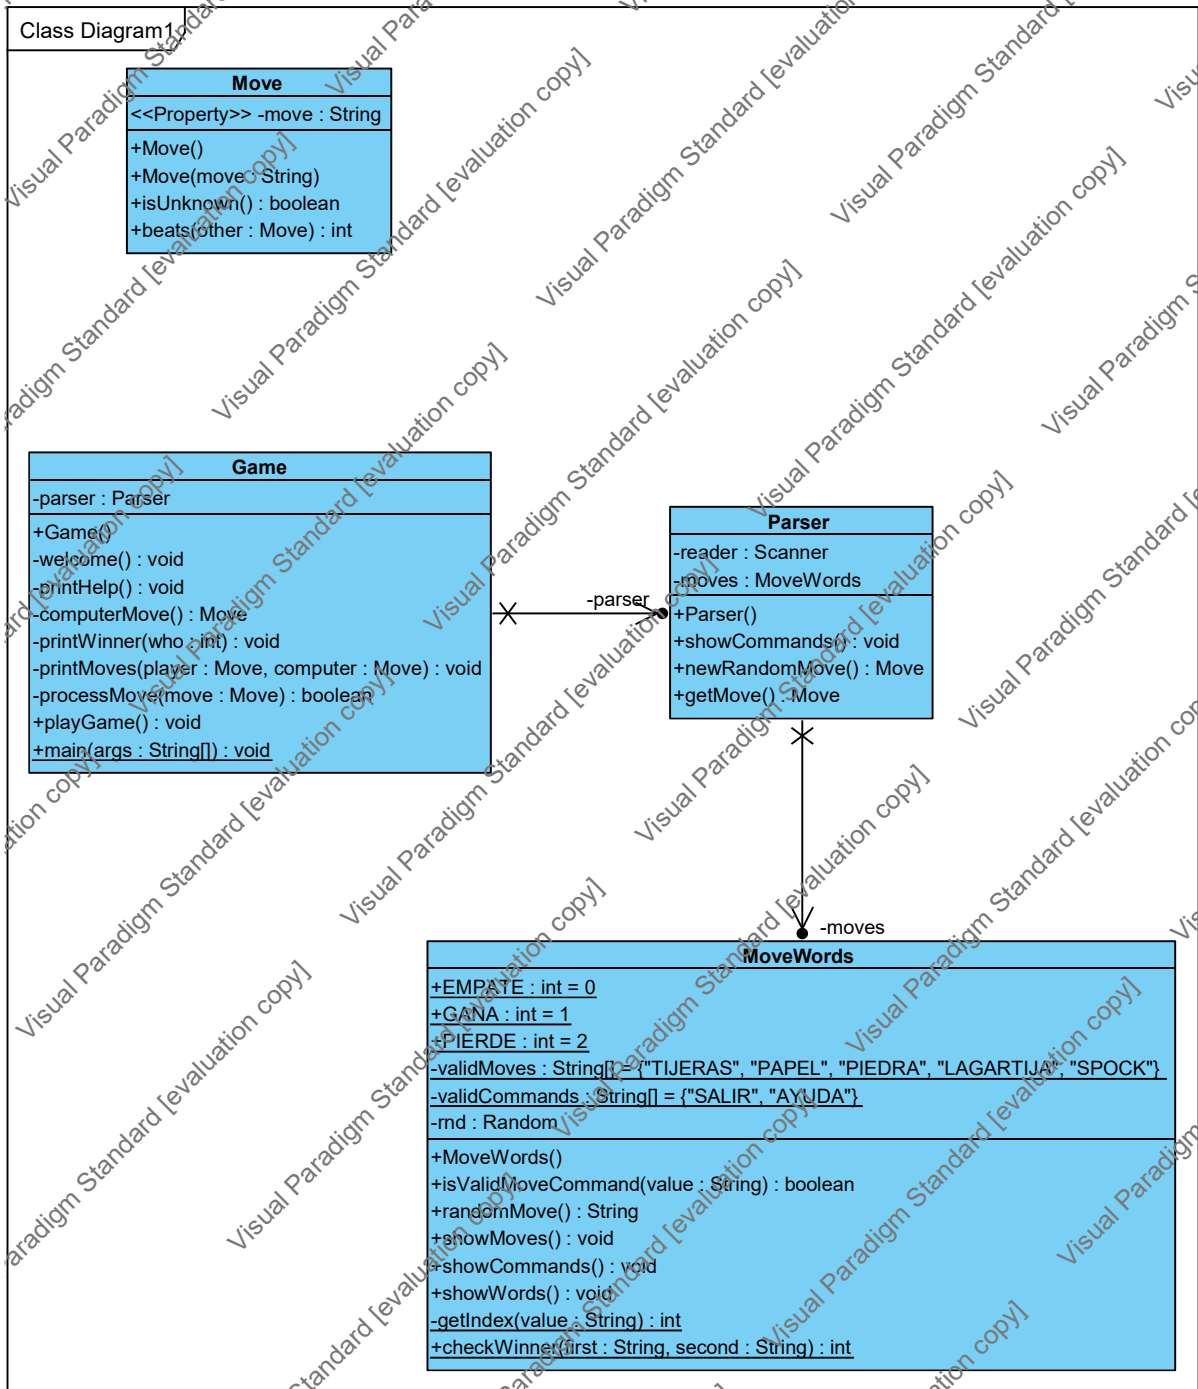 Class Diagram1
Move
<<Property>> -move : String
+Move()
+Move(move : String)
+isUnknown() : boolean
+beats(other : Move) : int
Game
-parser : Parser
+Game()
-welcome() : void
-printHelp() : void
-computerMove() : Move
-printWinner(who : int) : void
-printMoves(player : Move, computer : Move) : void
-processMove(move : Move) : boolean
+playGame() : void
+main(args : String[]) : void
-parser
Parser
-reader : Scanner
-moves : MoveWords
+Parser()
+showCommands() : void
+newRandomMove() : Move
+getMove() : Move
-moves
MoveWords
+EMPATE : int = 0
+GANA : int = 1
+PIERDE : int = 2
-validMoves : String[] = {"TIJERAS", "PAPEL", "PIEDRA", "LAGARTIJA", "SPOCK"}
-validCommands : String[] = {"SALIR", "AYUDA"}
-rnd : Random
+MoveWords()
+isValidMoveCommand(value : String) : boolean
+randomMove() : String
+showMoves() : void
+showCommands() : void
+showWords() : void
-getIndex(value : String) : int
+checkWinner(first : String, second : String) : int
Visual Paradigm Standard [evaluation copy]